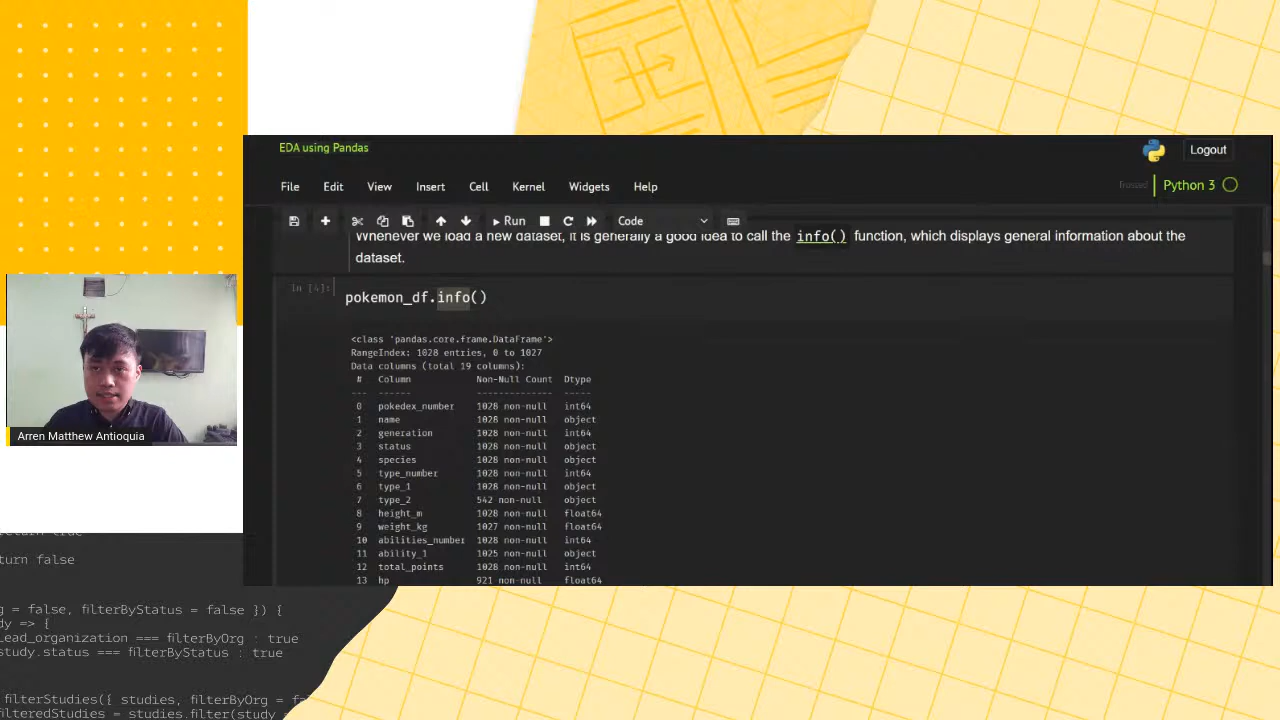 EDA using Pandas
Logout
File Edit View Insert Cell Kernel Widgets Help
Trusted
Python 3
Run
Code
Whenever we load a new dataset, it is generally a good idea to call the info() function, which displays general information about the
dataset.
In [4]:
pokemon_df.info()
<class 'pandas.core.frame.DataFrame'>
RangeIndex: 1028 entries, 0 to 1027
Data columns (total 19 columns):
# Column Non-Null Count Dtype
--- ------ -------------- -----
0 pokedex_number 1028 non-null int64
1 name 1028 non-null object
2 generation 1028 non-null int64
3 status 1028 non-null object
4 species 1028 non-null object
5 type_number 1028 non-null int64
6 type_1 1028 non-null object
7 type_2 542 non-null object
8 height_m 1028 non-null float64
9 weight_kg 1027 non-null float64
10 abilities_number 1028 non-null int64
11 ability_1 1025 non-null object
12 total_points 1028 non-null int64
13 hp 921 non-null float64
Arren Matthew Antioquia
return true
turn false
g = false, filterByStatus = false }) {
dy => {
lead_organization === filterByOrg : true
study.status === filterByStatus : true
filterStudies({ studies, filterByOrg = fa
filteredStudies = studies.filter(study